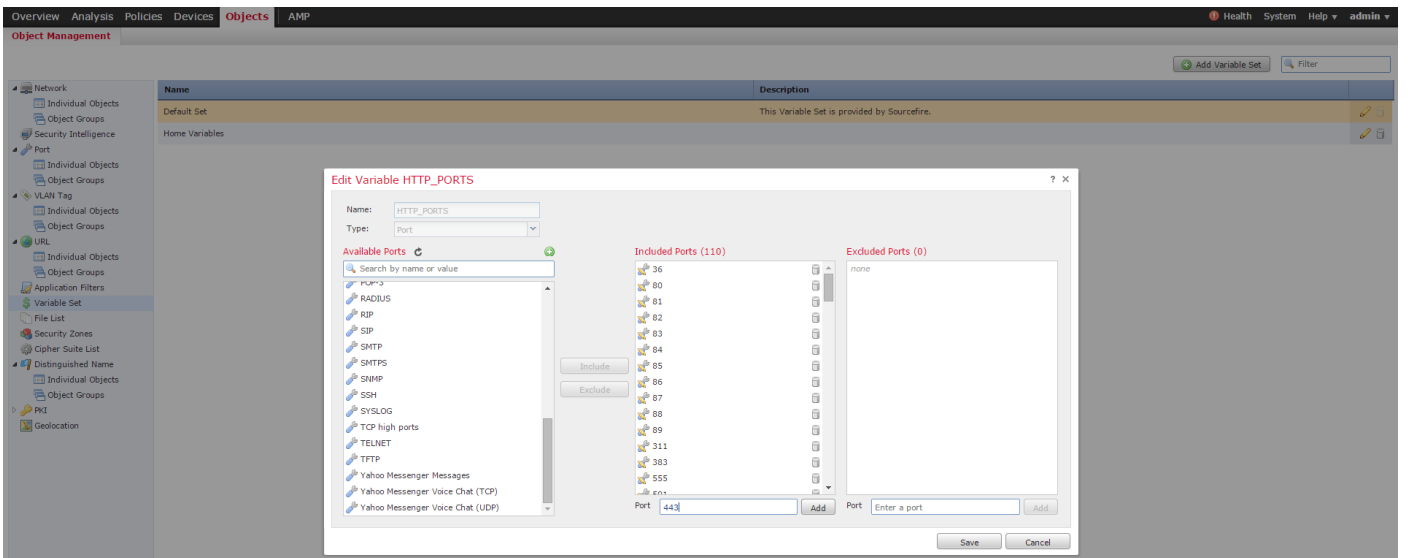 Overview Analysis Policies Devices Objects AMP Health System Help admin
Object Management
Add Variable Set Filter
Network
Individual Objects
Object Groups
Security Intelligence
Port
Individual Objects
Object Groups
VLAN Tag
Individual Objects
Object Groups
URL
Individual Objects
Object Groups
Application Filters
Variable Set
File List
Security Zones
Cipher Suite List
Distinguished Name
Individual Objects
Object Groups
PKI
Geolocation
Name Description
Default Set This Variable Set is provided by Sourcefire.
Home Variables
Edit Variable HTTP_PORTS ?
Name: HTTP_PORTS
Type: Port
Available Ports
Search by name or value
POP-3
RADIUS
RIP
SIP
SMTP
SMTPS
SNMP
SSH
SYSLOG
TCP high ports
TELNET
TFTP
Yahoo Messenger Messages
Yahoo Messenger Voice Chat (TCP)
Yahoo Messenger Voice Chat (UDP)
Include
Exclude
Included Ports (110)
36
80
81
82
83
84
85
86
87
88
89
311
383
555
591
Port 443 Add
Excluded Ports (0)
none
Port Enter a port Add
Save Cancel